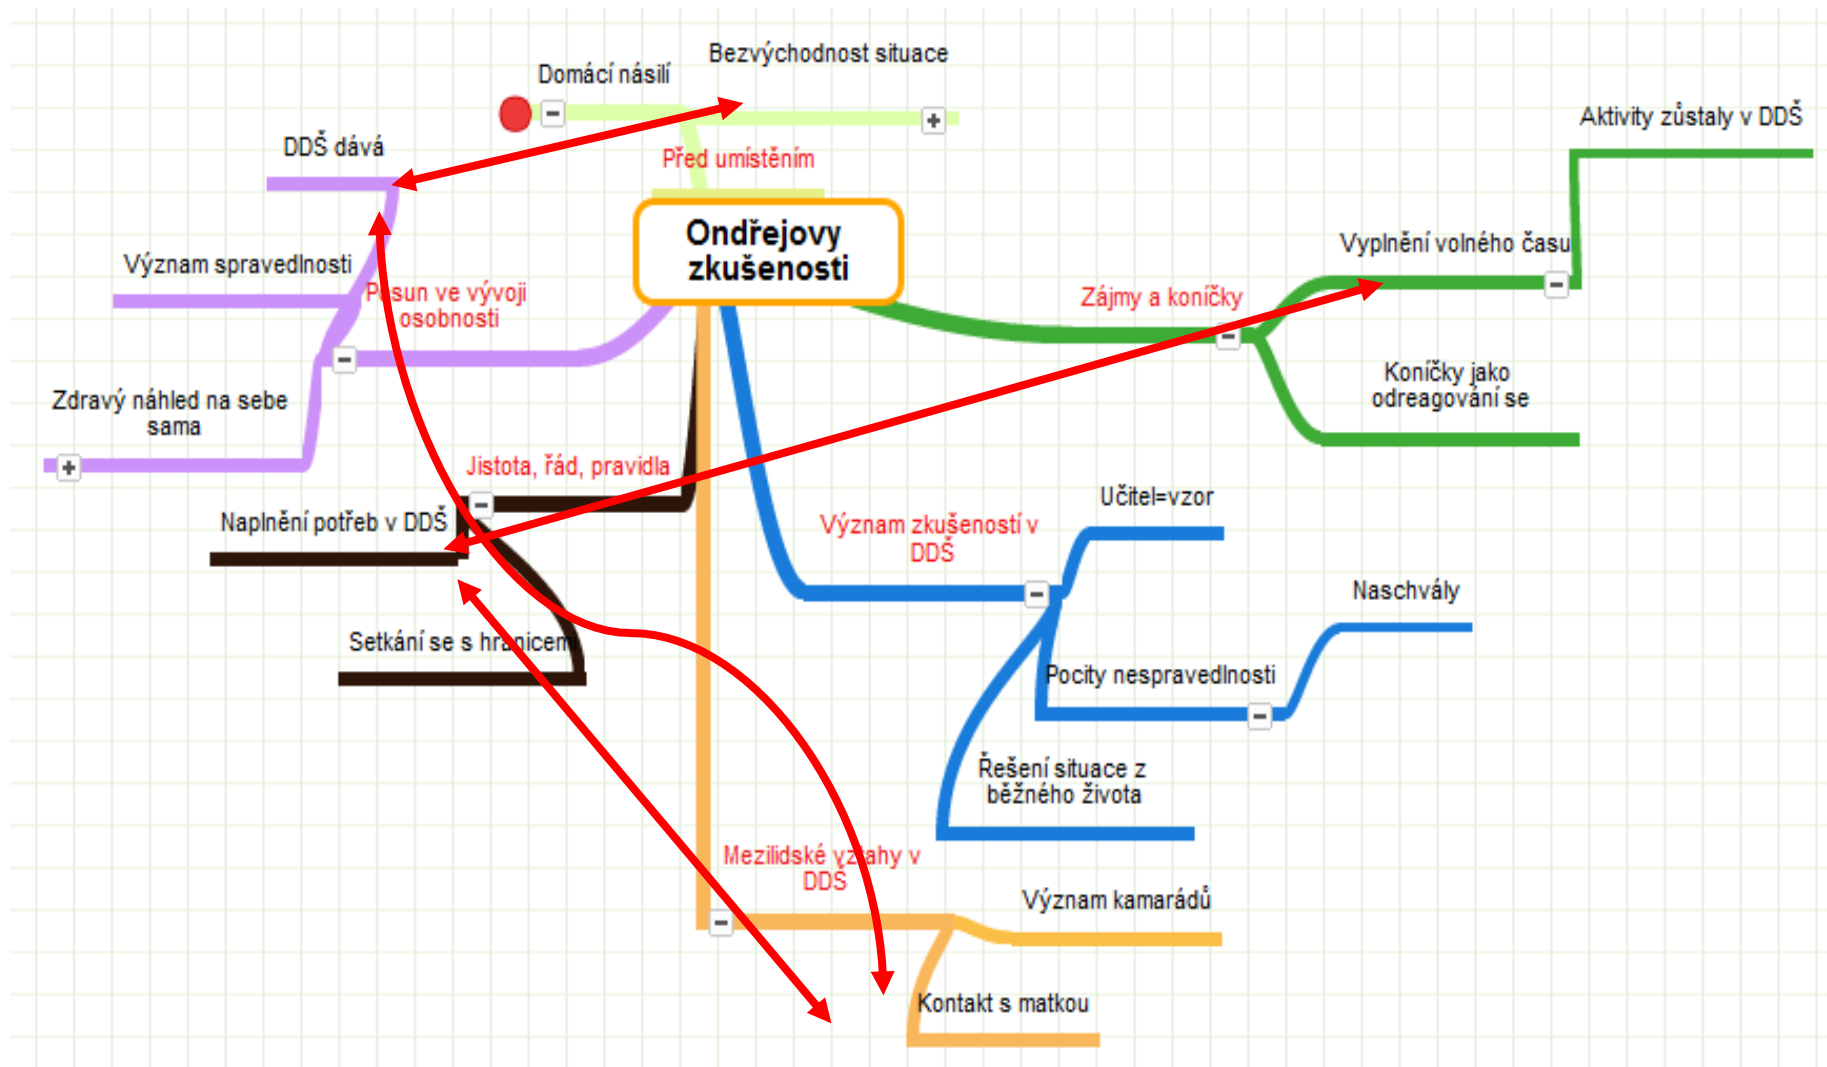 Bezvýchodnost situace
Domácí násilí
Aktivity zůstaly v DDŠ
DDŠ dává
Před umístěním
Ondřejovy
zkušenosti
Vyplnění volného času
Význam spravedlnosti
Posun ve vývoji
osobnosti
Zájmy a koníčky
Koníčky jako
odreagování se
Zdravý náhled na sebe
sama
Jistota, řád, pravidla
Učitel=vzor
Naplnění potřeb v DDŠ
Význam zkušeností v
DDŠ
Naschvály
Setkání se s hranicemi
Pocity nespravedlnosti
Řešení situace z
běžného života
Mezilidské vztahy v
DDŠ
Význam kamarádů
Kontakt s matkou